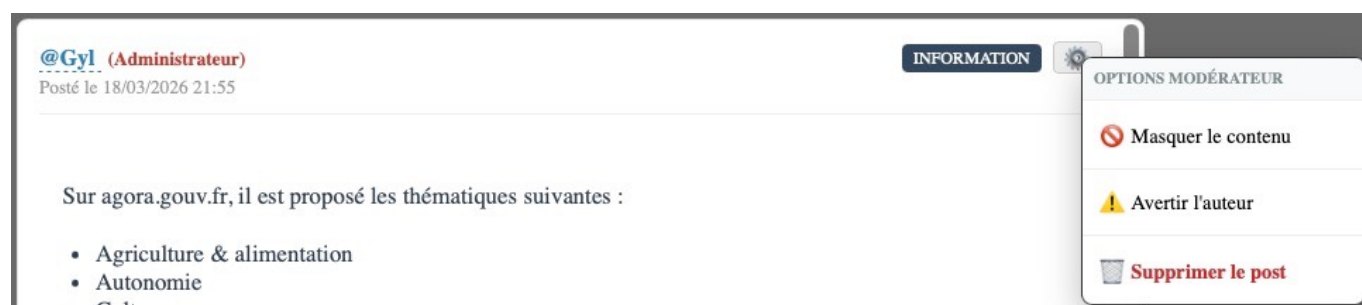 @Gyl (Administrateur)
INFORMATION
Posté le 18/03/2026 21:55
OPTIONS MODÉRATEUR
Masquer le contenu
Avertir l'auteur
Supprimer le post
Sur agora.gouv.fr, il est proposé les thématiques suivantes :
• Agriculture & alimentation
• Autonomie